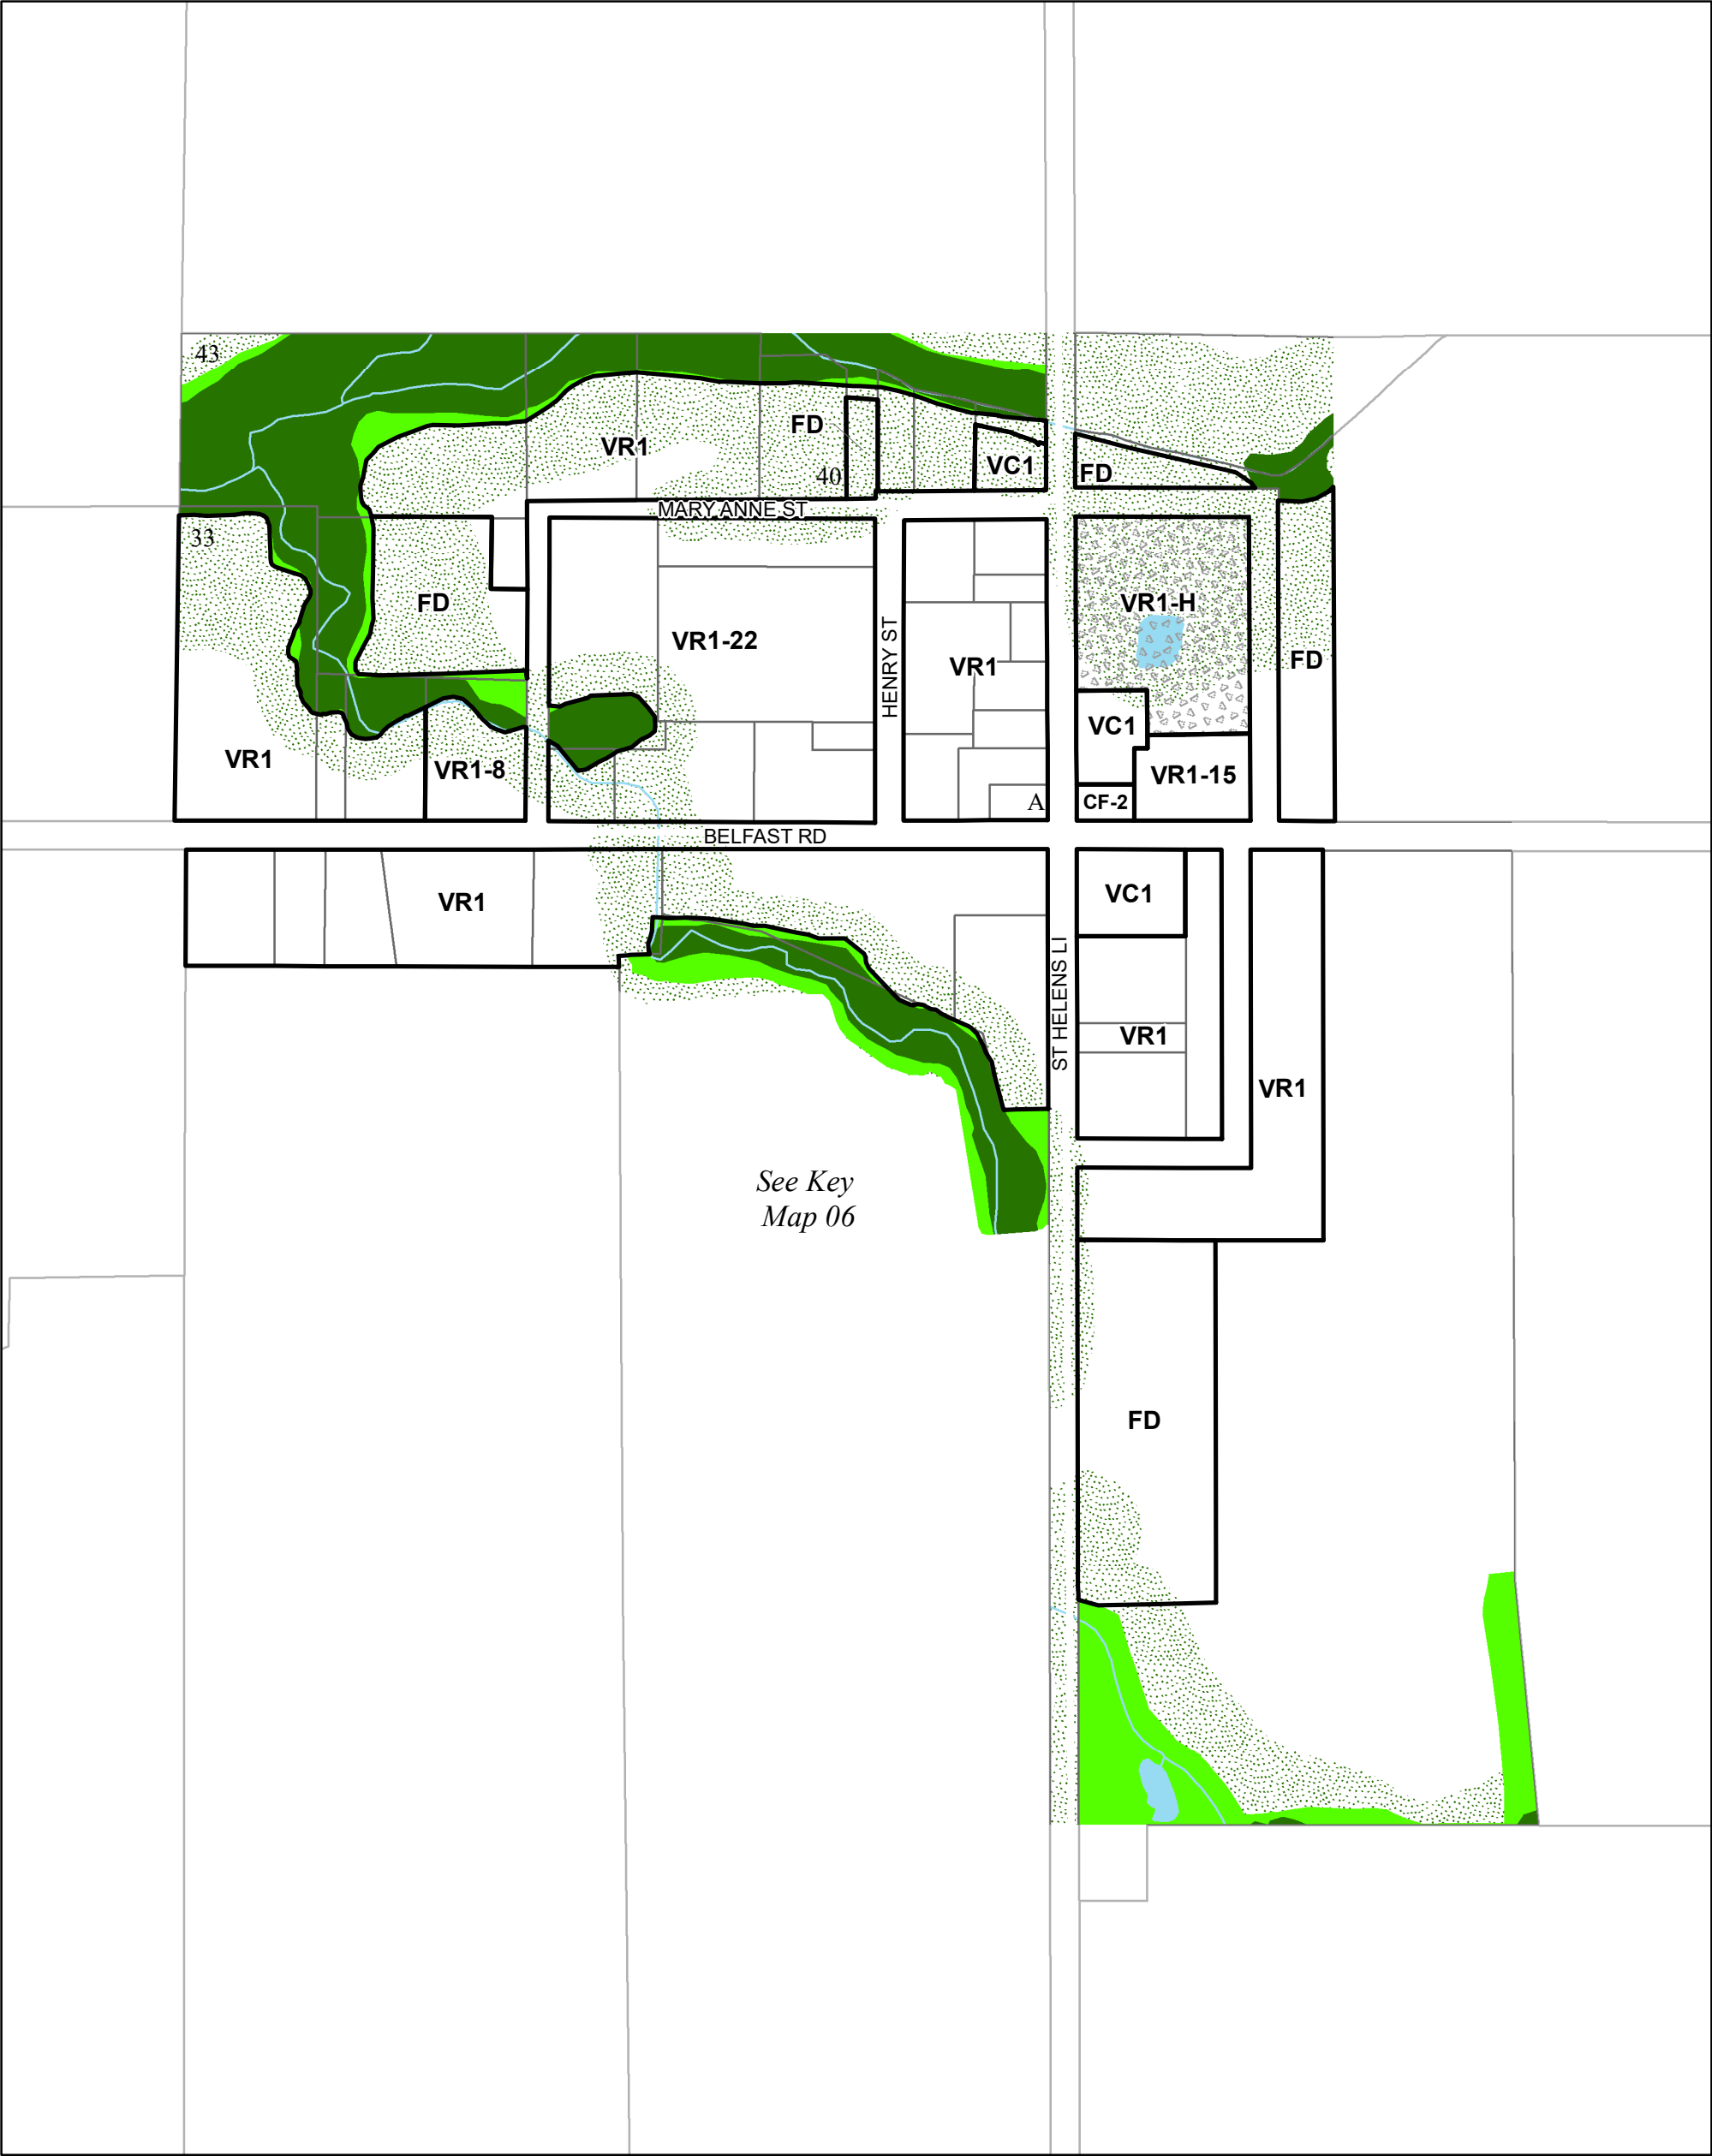 43
FD
VR1
VC1
FD
40
MARY ANNE ST
33
FD
VR1-H
VR1-22
HENRY ST
VR1
FD
VC1
VR1
VR1-8
VR1-15
CF-2
A
BELFAST RD
VR1
VC1
ST HELENS LI
VR1
VR1
See Key
Map 06
FD